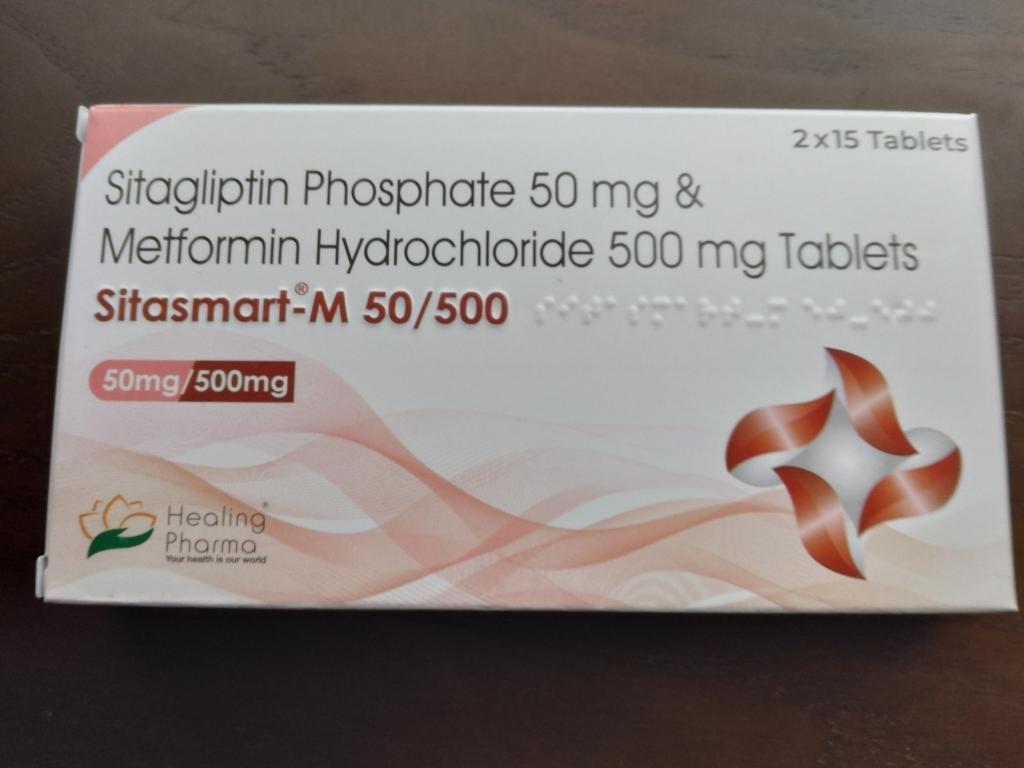 2x15 Tablets
Sitagliptin Phosphate 50 mg &
Metformin Hydrochloride 500 mg Tablets
Sitasmart®-M 50/500
50mg/500mg
Healing®
Pharma
Your health is our world